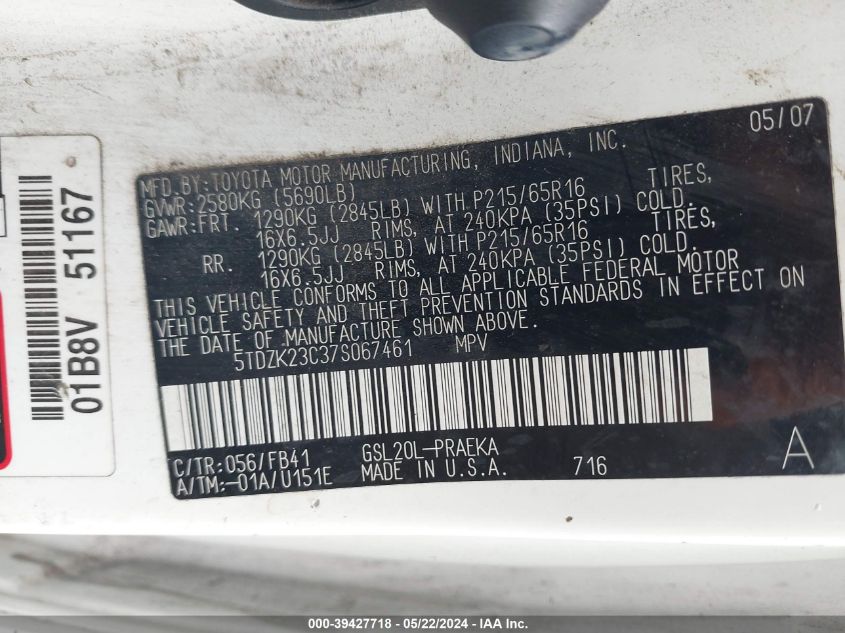 05/07
MFD.BY:TOYOTA MOTOR MANUFACTURING, INDIANA, INC.
GVWR:2580KG (5690LB)
GAWR:FRT. 1290KG (2845LB) WITH P215/65R16 TIRES,
16X6.5JJ RIMS, AT 240KPA (35PSI) COLD.
RR. 1290KG (2845LB) WITH P215/65R16 TIRES,
16X6.5JJ RIMS, AT 240KPA (35PSI) COLD.
THIS VEHICLE CONFORMS TO ALL APPLICABLE FEDERAL MOTOR
VEHICLE SAFETY AND THEFT PREVENTION STANDARDS IN EFFECT ON
THE DATE OF MANUFACTURE SHOWN ABOVE.
5TDZK23C37S067461 MPV
C/TR:056/FB41 GSL20L-PRAEKA
A/TM:-01A/U151E MADE IN U.S.A. 716 A
01B8V 51167
000-39427718 - 05/22/2024 - IAA Inc.